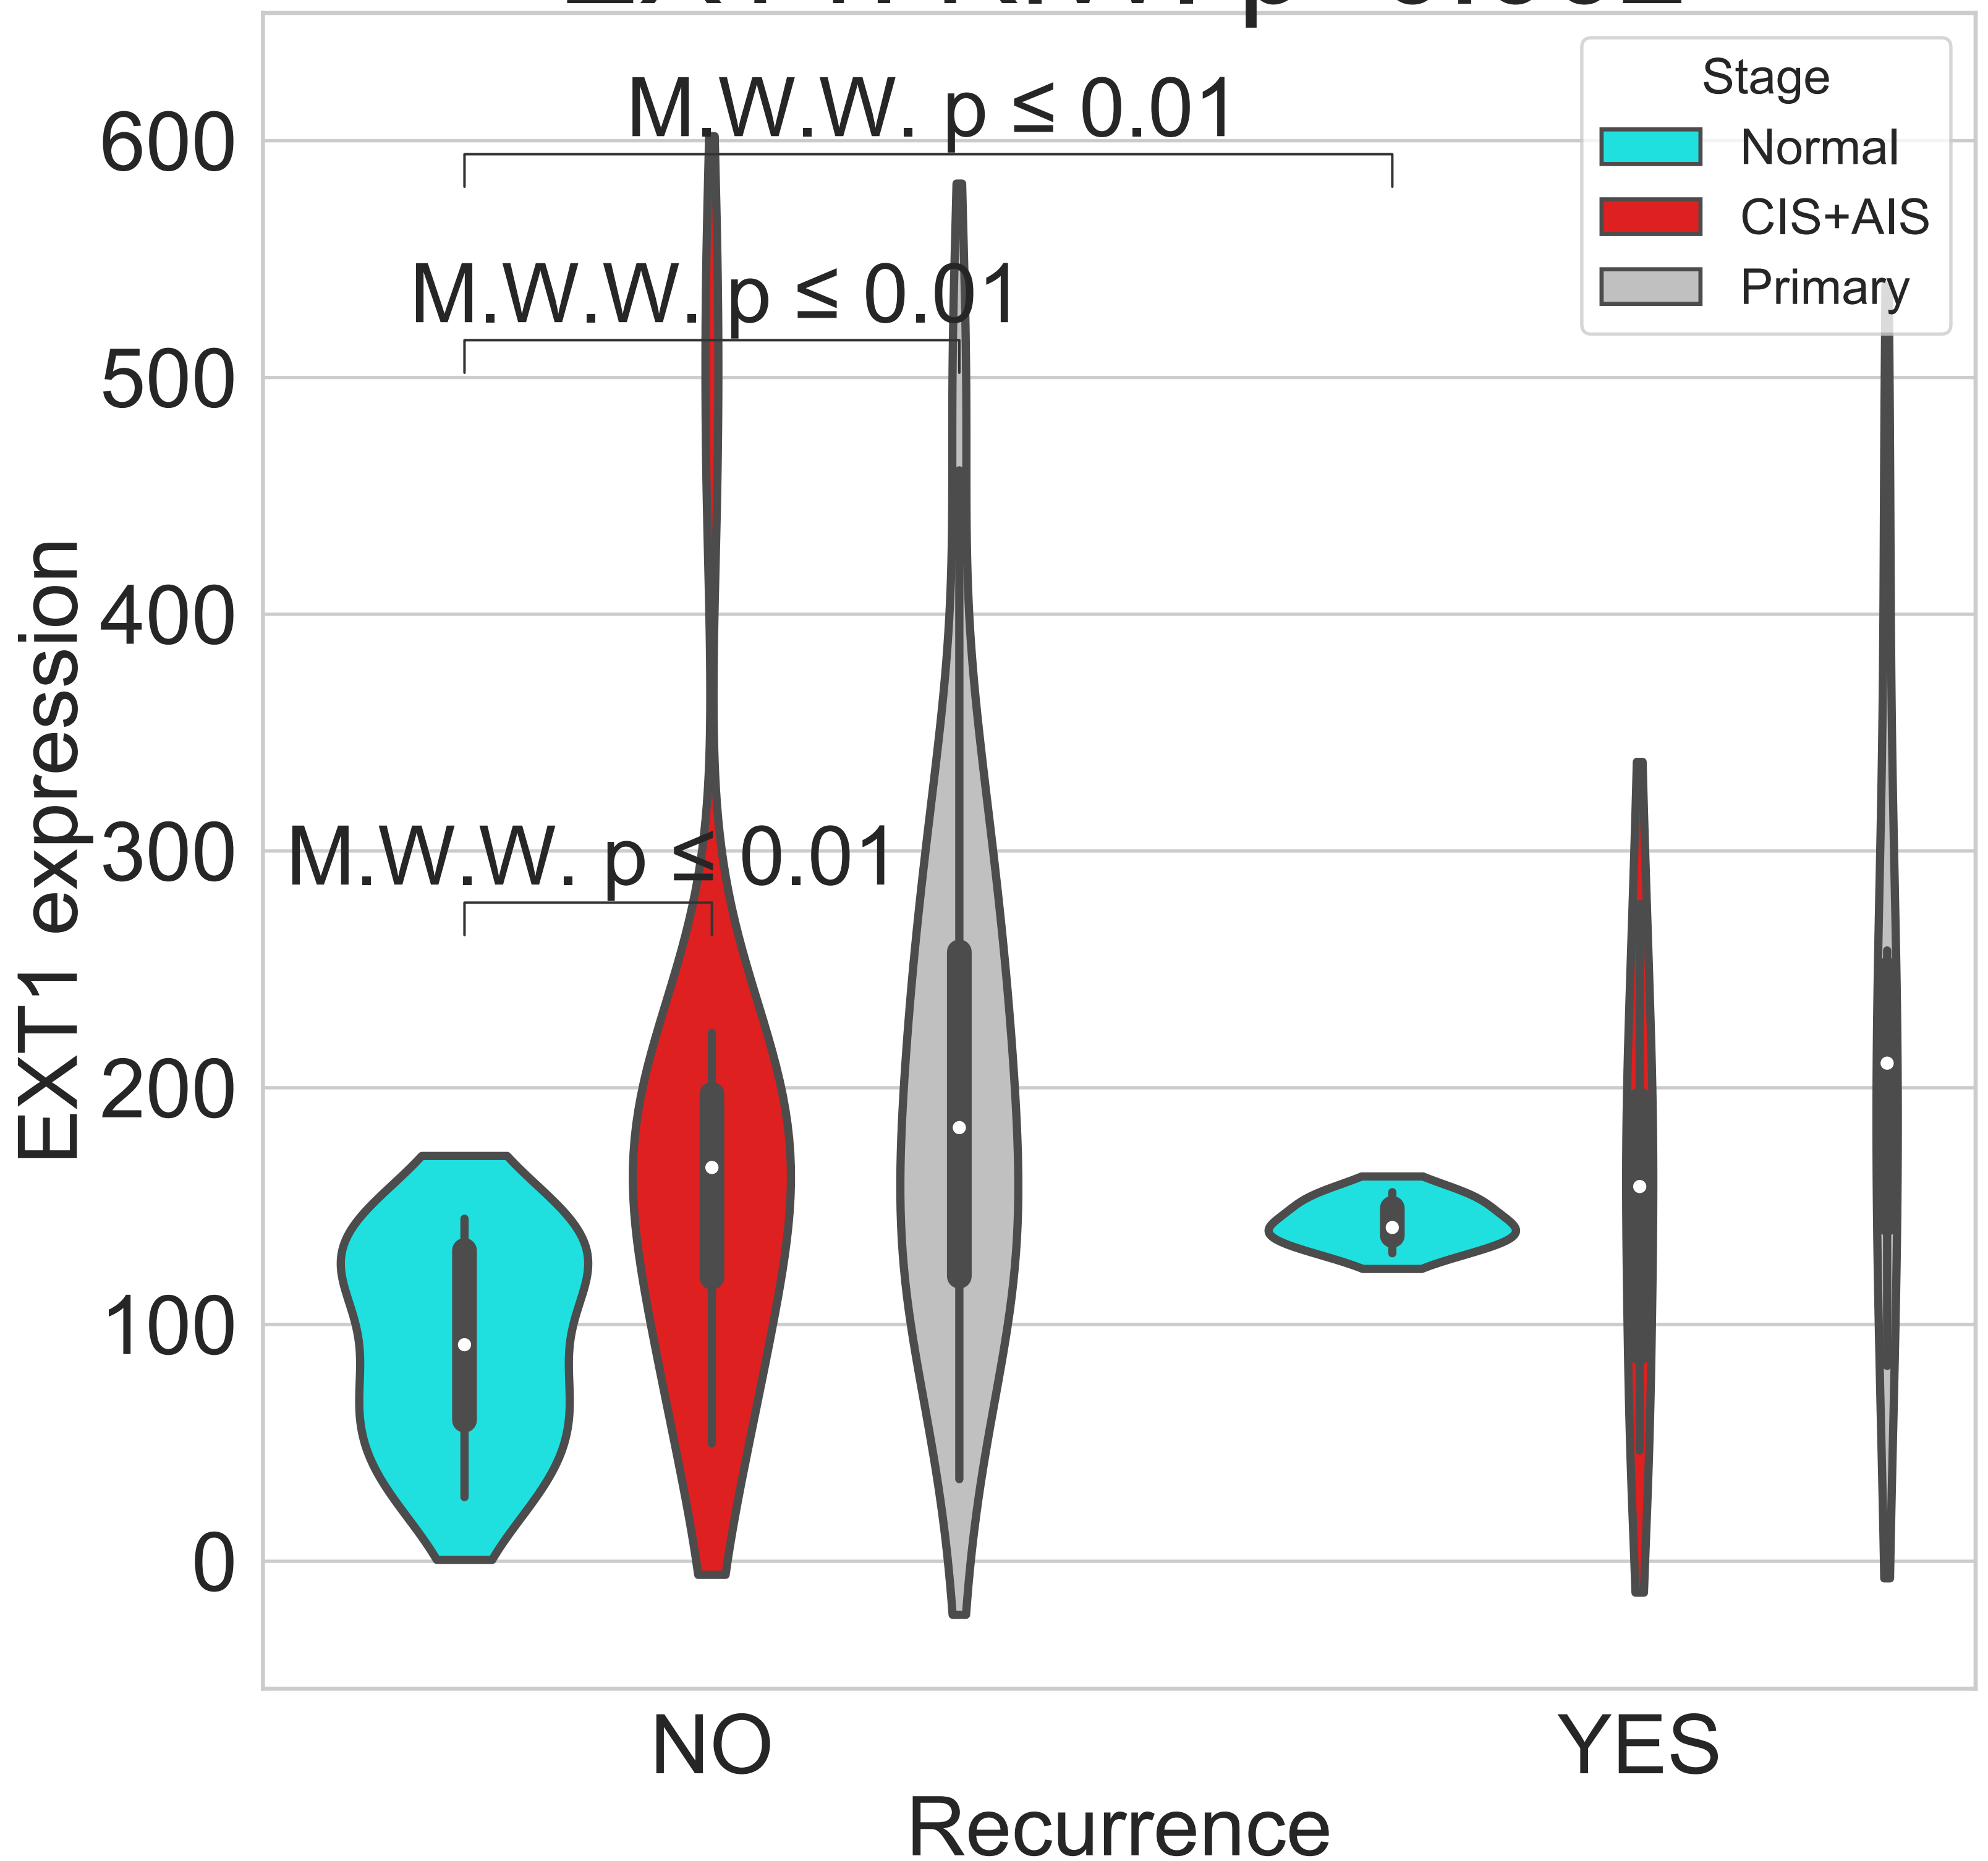 M.W.W. p ≤ 0.01
Stage
Normal
CIS+AIS
Primary
M.W.W. p ≤ 0.01
M.W.W. p ≤ 0.01
600
500
400
300
200
100
0
EXT1 expression
NO
YES
Recurrence